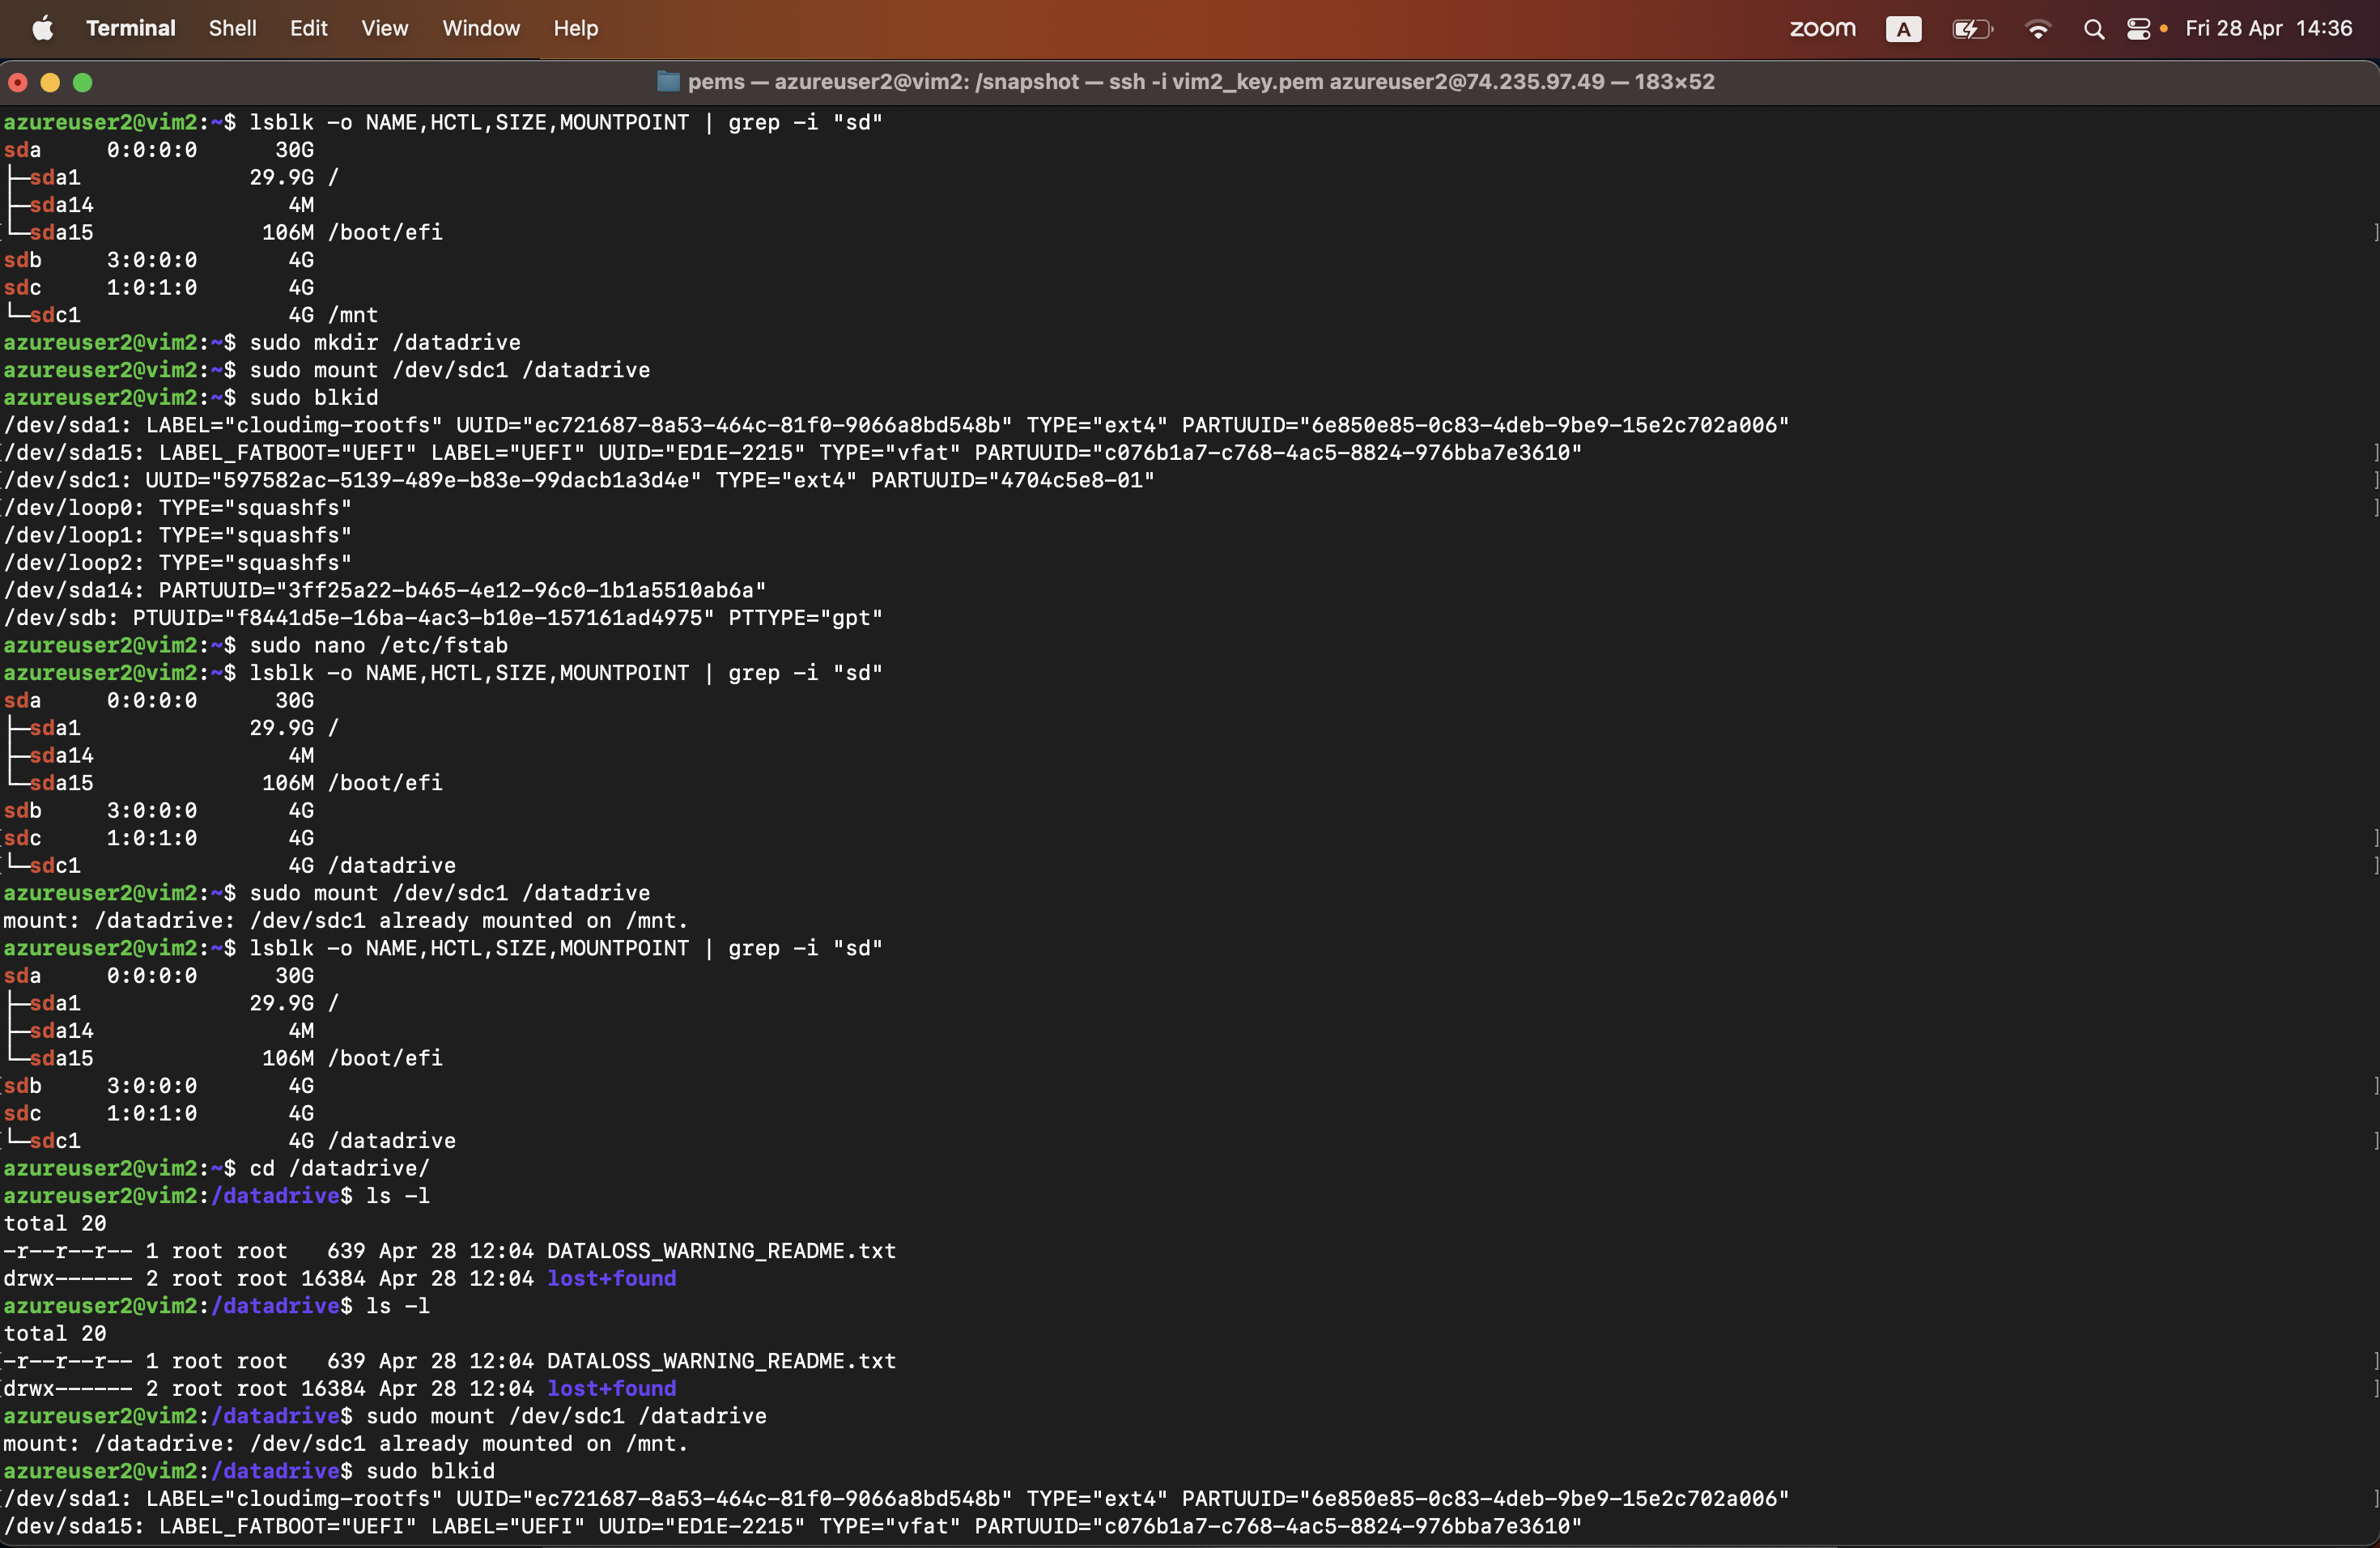 Terminal Shell Edit View Window Help zoom A Fri 28 Apr 14:36
pems — azureuser2@vim2: /snapshot — ssh -i vim2_key.pem azureuser2@74.235.97.49 — 183×52
azureuser2@vim2:~$ lsblk -o NAME,HCTL,SIZE,MOUNTPOINT | grep -i "sd"
sda     0:0:0:0      30G
├─sda1             29.9G /
├─sda14               4M
└─sda15             106M /boot/efi
sdb     3:0:0:0       4G
sdc     1:0:1:0       4G
└─sdc1                4G /mnt
azureuser2@vim2:~$ sudo mkdir /datadrive
azureuser2@vim2:~$ sudo mount /dev/sdc1 /datadrive
azureuser2@vim2:~$ sudo blkid
/dev/sda1: LABEL="cloudimg-rootfs" UUID="ec721687-8a53-464c-81f0-9066a8bd548b" TYPE="ext4" PARTUUID="6e850e85-0c83-4deb-9be9-15e2c702a006"
/dev/sda15: LABEL_FATBOOT="UEFI" LABEL="UEFI" UUID="ED1E-2215" TYPE="vfat" PARTUUID="c076b1a7-c768-4ac5-8824-976bba7e3610"
/dev/sdc1: UUID="597582ac-5139-489e-b83e-99dacb1a3d4e" TYPE="ext4" PARTUUID="4704c5e8-01"
/dev/loop0: TYPE="squashfs"
/dev/loop1: TYPE="squashfs"
/dev/loop2: TYPE="squashfs"
/dev/sda14: PARTUUID="3ff25a22-b465-4e12-96c0-1b1a5510ab6a"
/dev/sdb: PTUUID="f8441d5e-16ba-4ac3-b10e-157161ad4975" PTTYPE="gpt"
azureuser2@vim2:~$ sudo nano /etc/fstab
azureuser2@vim2:~$ lsblk -o NAME,HCTL,SIZE,MOUNTPOINT | grep -i "sd"
sda     0:0:0:0      30G
├─sda1             29.9G /
├─sda14               4M
└─sda15             106M /boot/efi
sdb     3:0:0:0       4G
sdc     1:0:1:0       4G
└─sdc1                4G /datadrive
azureuser2@vim2:~$ sudo mount /dev/sdc1 /datadrive
mount: /datadrive: /dev/sdc1 already mounted on /mnt.
azureuser2@vim2:~$ lsblk -o NAME,HCTL,SIZE,MOUNTPOINT | grep -i "sd"
sda     0:0:0:0      30G
├─sda1             29.9G /
├─sda14               4M
└─sda15             106M /boot/efi
sdb     3:0:0:0       4G
sdc     1:0:1:0       4G
└─sdc1                4G /datadrive
azureuser2@vim2:~$ cd /datadrive/
azureuser2@vim2:/datadrive$ ls -l
total 20
-r--r--r-- 1 root root   639 Apr 28 12:04 DATALOSS_WARNING_README.txt
drwx------ 2 root root 16384 Apr 28 12:04 lost+found
azureuser2@vim2:/datadrive$ ls -l
total 20
-r--r--r-- 1 root root   639 Apr 28 12:04 DATALOSS_WARNING_README.txt
drwx------ 2 root root 16384 Apr 28 12:04 lost+found
azureuser2@vim2:/datadrive$ sudo mount /dev/sdc1 /datadrive
mount: /datadrive: /dev/sdc1 already mounted on /mnt.
azureuser2@vim2:/datadrive$ sudo blkid
/dev/sda1: LABEL="cloudimg-rootfs" UUID="ec721687-8a53-464c-81f0-9066a8bd548b" TYPE="ext4" PARTUUID="6e850e85-0c83-4deb-9be9-15e2c702a006"
/dev/sda15: LABEL_FATBOOT="UEFI" LABEL="UEFI" UUID="ED1E-2215" TYPE="vfat" PARTUUID="c076b1a7-c768-4ac5-8824-976bba7e3610"